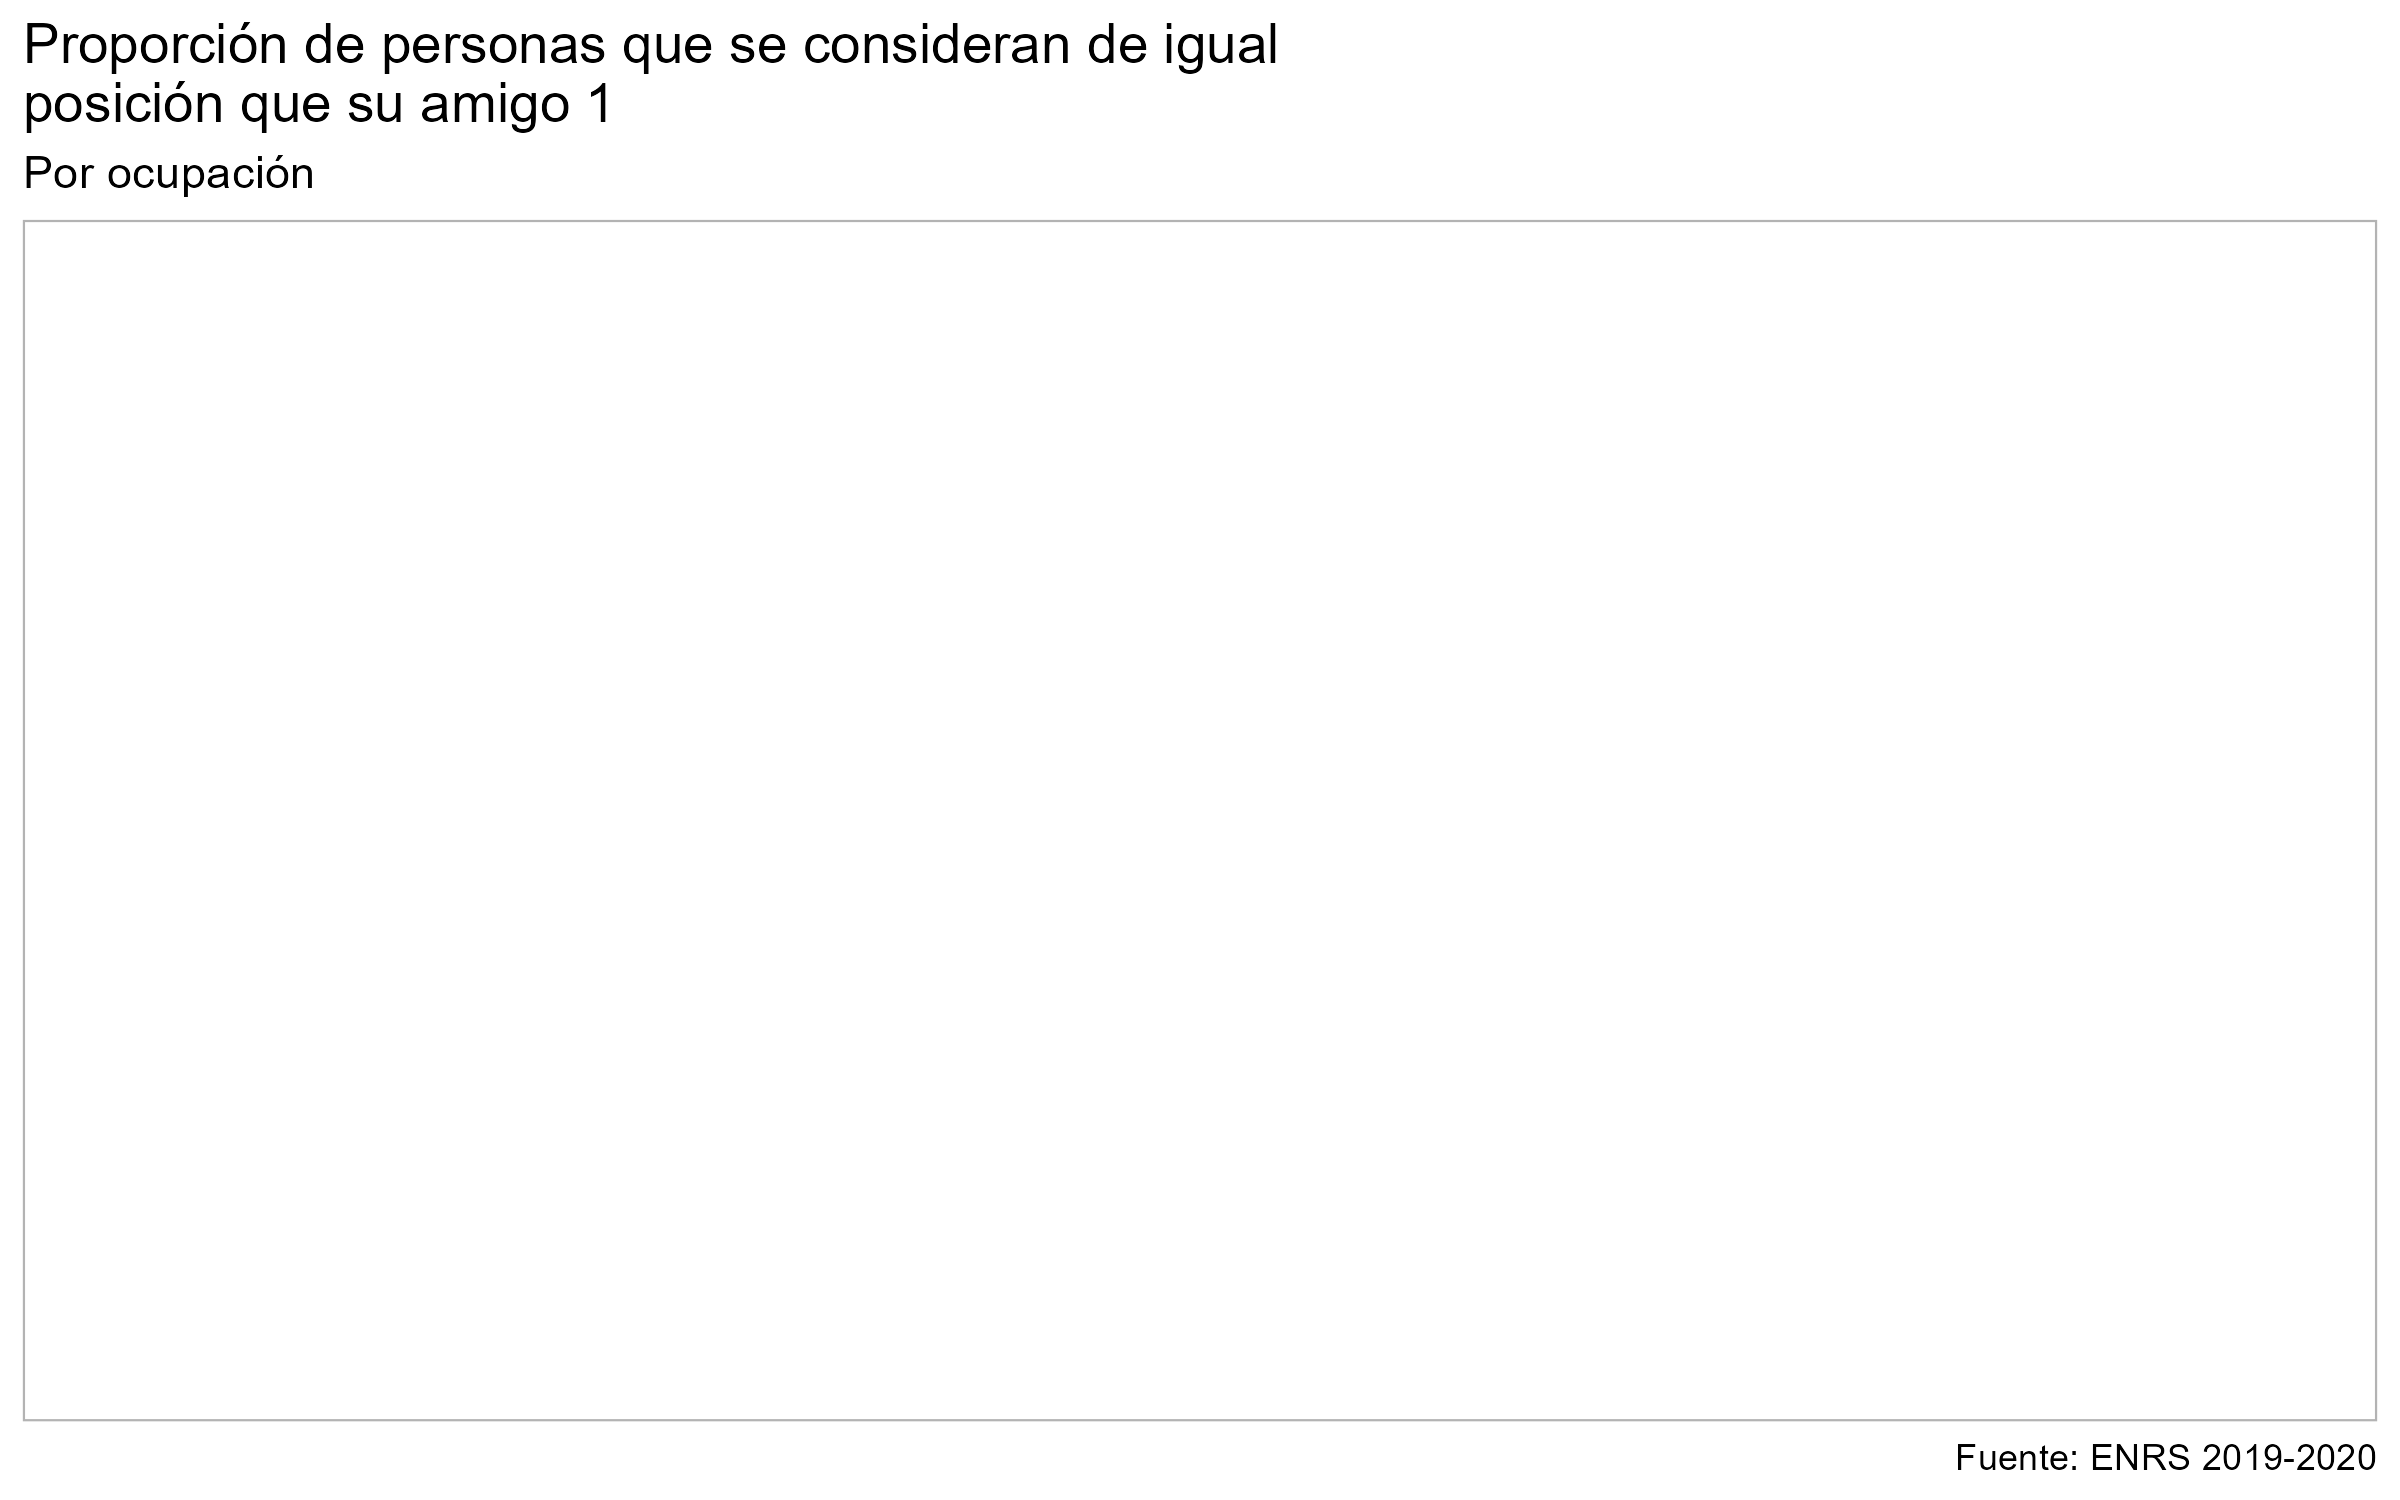 Proporción de personas que se consideran de igual
posición que su amigo 1
Por ocupación
Fuente: ENRS 2019-2020